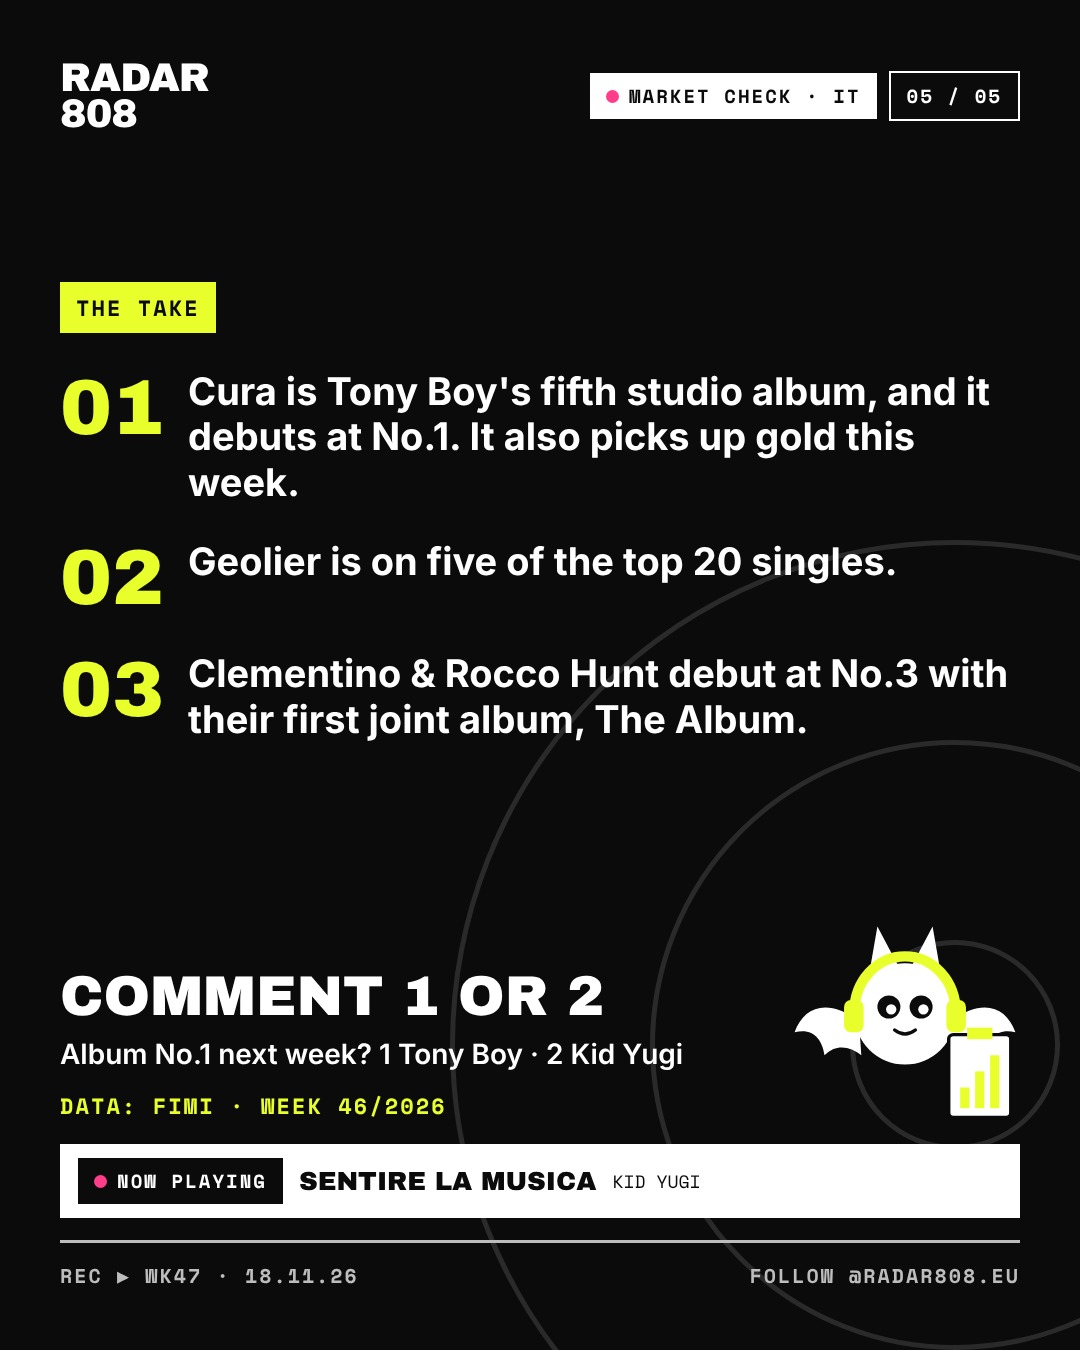 RADAR
808
MARKET CHECK · IT
05 / 05
THE TAKE
01
Cura is Tony Boy's fifth studio album, and it
debuts at No.1. It also picks up gold this
week.
02
Geolier is on five of the top 20 singles.
03
Clementino & Rocco Hunt debut at No.3 with
their first joint album, The Album.
COMMENT 1 OR 2
Album No.1 next week? 1 Tony Boy · 2 Kid Yugi
DATA: FIMI · WEEK 46/2026
NOW PLAYING SENTIRE LA MUSICA KID YUGI
REC ▶ WK47 · 18.11.26
FOLLOW @RADAR808.EU